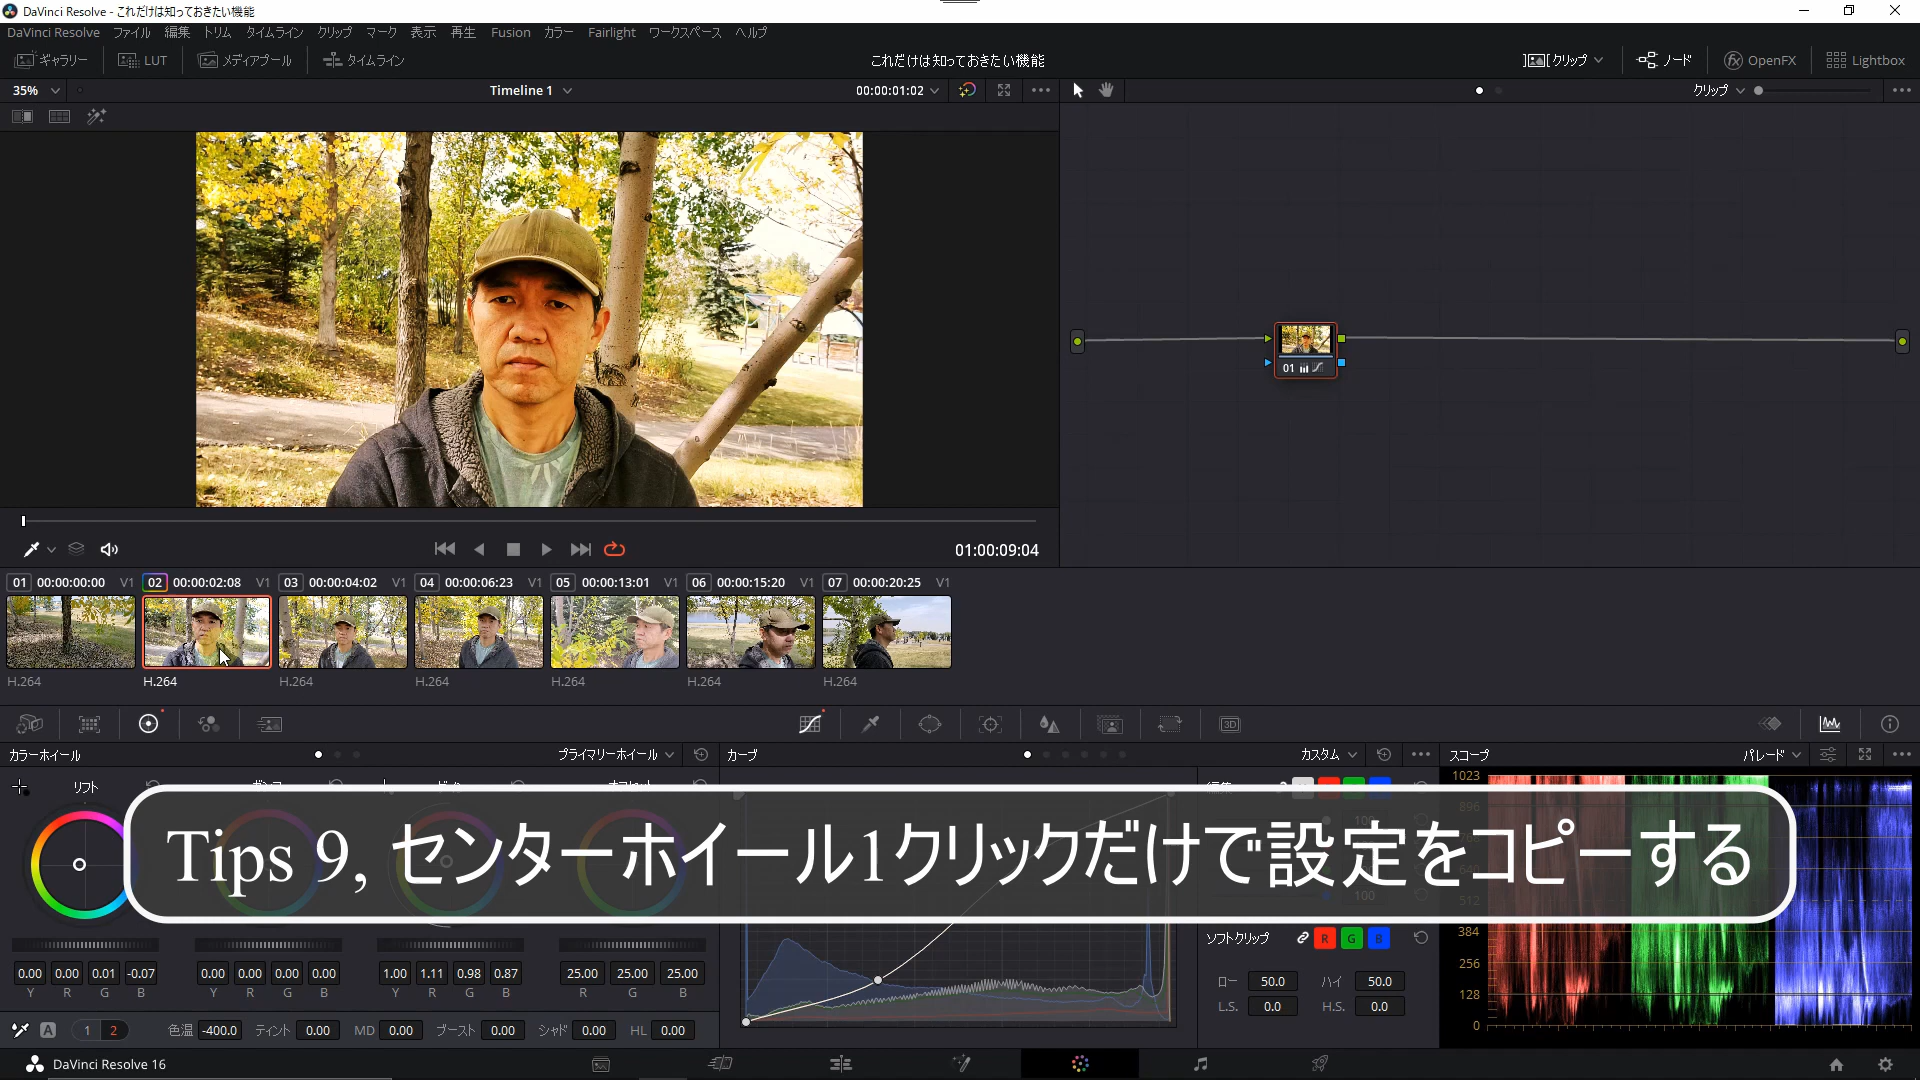 DaVinci Resolve - これだけは知っておきたい機能
DaVinci Resolve ファイル 編集 トリム タイムライン クリップ マーク 表示 再生 Fusion カラー Fairlight ワークスペース ヘルプ
ギャラリー LUT メディアプール タイムライン これだけは知っておきたい機能 クリップ ノード OpenFX Lightbox
35% Timeline 1 00:00:01:02 クリップ
01
01:00:09:04
01 00:00:00:00 V1 02 00:00:02:08 V1 03 00:00:04:02 V1 04 00:00:06:23 V1 05 00:00:13:01 V1 06 00:00:15:20 V1 07 00:00:20:25 V1
H.264 H.264 H.264 H.264 H.264 H.264 H.264
3D
カラーホイール プライマリーホイール カーブ カスタム スコープ パレード
リフト
1023
896
100
Tips 9, センターホイール1クリックだけで設定をコピーする
100
512
384
256
128
0
ソフトクリップ R G B
0.00 0.00 0.01 -0.07 0.00 0.00 0.00 0.00 1.00 1.11 0.98 0.87 25.00 25.00 25.00
Y R G B Y R G B Y R G B R G B
ロー 50.0 ハイ 50.0
L.S. 0.0 H.S. 0.0
A 1 2 色温 -400.0 ティント 0.00 MD 0.00 ブースト 0.00 シャド 0.00 HL 0.00
DaVinci Resolve 16